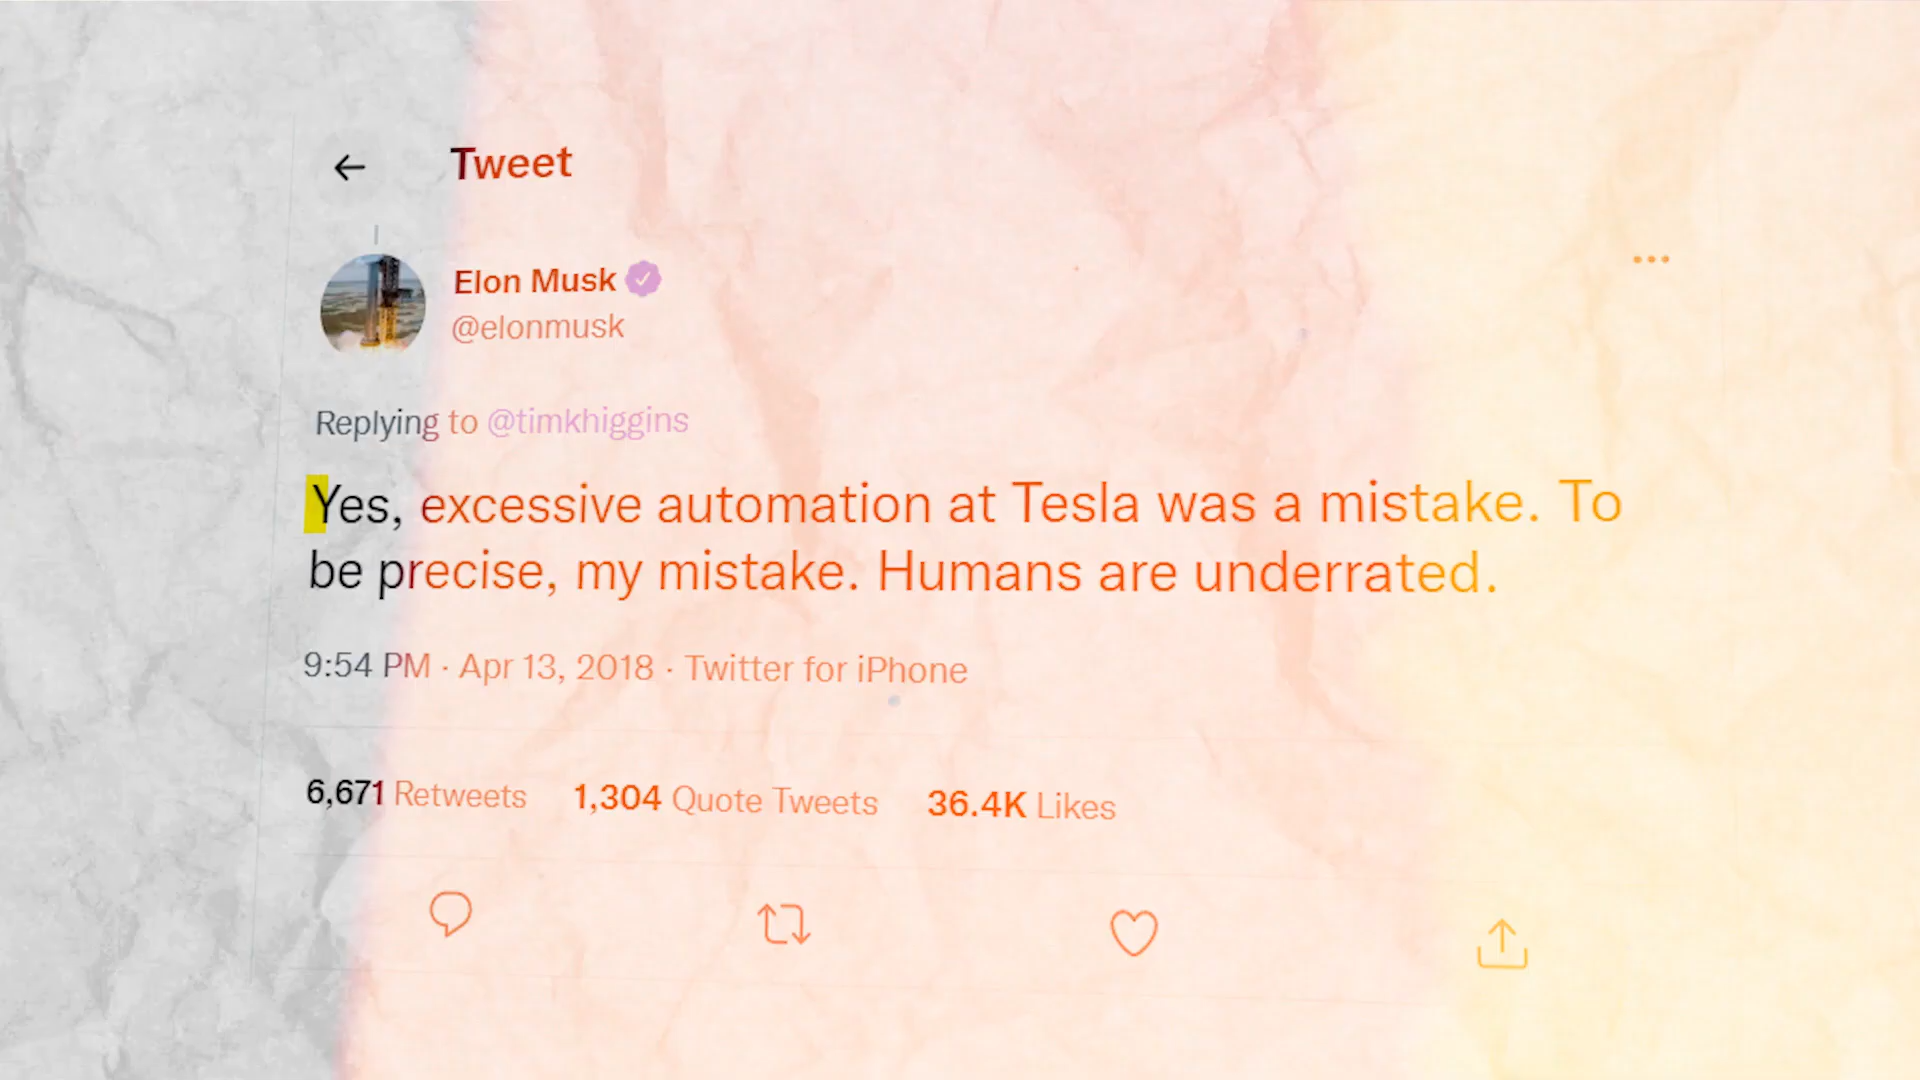 Tweet
Elon Musk
@elonmusk
Replying to @timkhiggins
Yes, excessive automation at Tesla was a mistake. To
be precise, my mistake. Humans are underrated.
9:54 PM · Apr 13, 2018 · Twitter for iPhone
6,671 Retweets 1,304 Quote Tweets 36.4K Likes